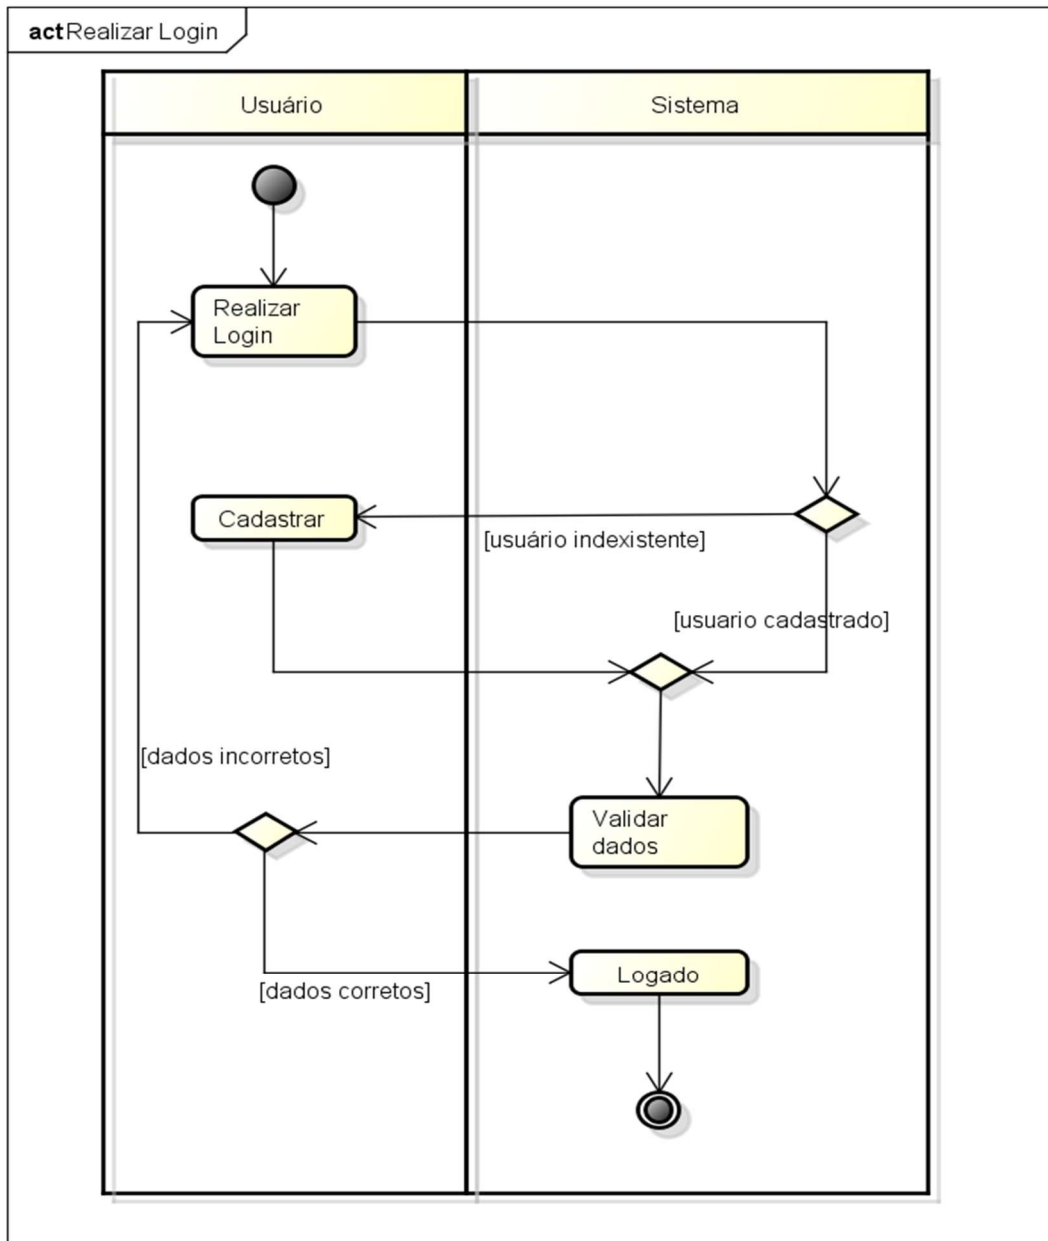 act Realizar Login
Usuário
Sistema
Realizar
Login
Cadastrar
[usuário indexistente]
[usuario cadastrado]
[dados incorretos]
Validar
dados
Logado
[dados corretos]